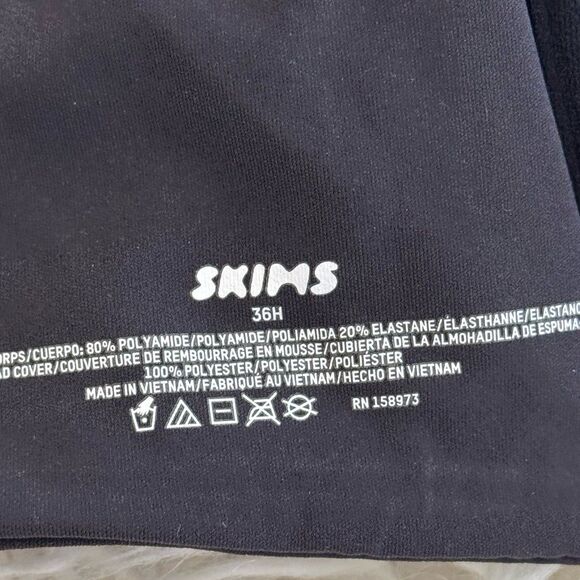 SKIMS
36H
CORPS/CUERPO: 80% POLYAMIDE/POLYAMIDE/POLIAMIDA 20% ELASTANE/ÉLASTHANNE/ELASTANO
COVER/COUVERTURE DE REMBOURRAGE EN MOUSSE/CUBIERTA DE LA ALMOHADILLA DE ESPUMA
100% POLYESTER/POLYESTER/POLIÉSTER
MADE IN VIETNAM/FABRIQUÉ AU VIETNAM/HECHO EN VIETNAM
RN 158973